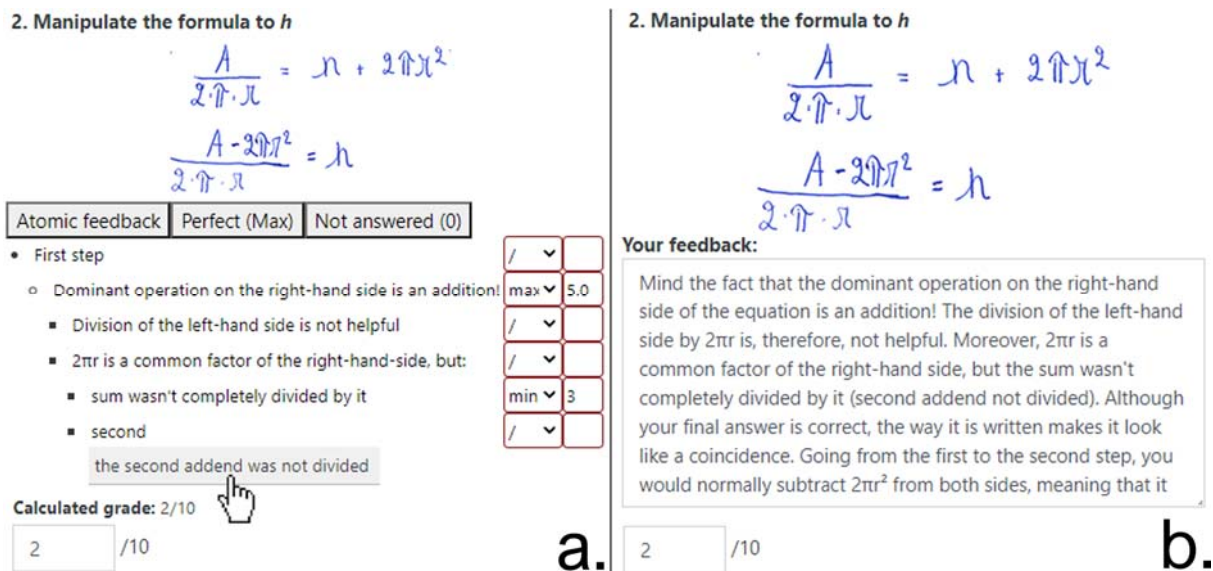 2. Manipulate the formula to h
A / 2·π·r = h + 2πr²
A - 2πr² / 2·π·r = h
Atomic feedback Perfect (Max) Not answered (0)
• First step /
○ Dominant operation on the right-hand side is an addition! max 5.0
▪ Division of the left-hand side is not helpful /
▪ 2πr is a common factor of the right-hand-side, but: /
▪ sum wasn't completely divided by it min 3
▪ second /
the second addend was not divided
Calculated grade: 2/10
2 /10
a.
2. Manipulate the formula to h
A / 2·π·r = h + 2πr²
A - 2πr² / 2·π·r = h
Your feedback:
Mind the fact that the dominant operation on the right-hand
side of the equation is an addition! The division of the left-hand
side by 2πr is, therefore, not helpful. Moreover, 2πr is a
common factor of the right-hand side, but the sum wasn't
completely divided by it (second addend not divided). Although
your final answer is correct, the way it is written makes it look
like a coincidence. Going from the first to the second step, you
would normally subtract 2πr² from both sides, meaning that it
2 /10
b.